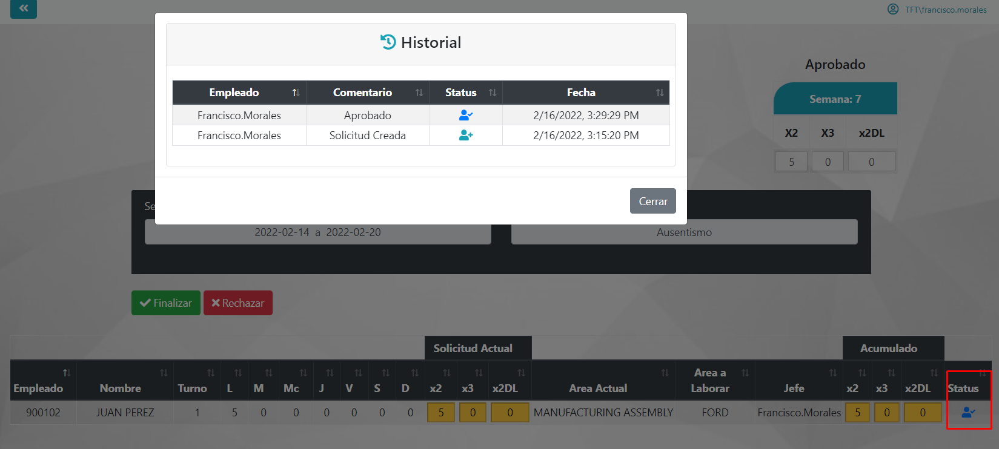 TFT\francisco.morales
Historial
Empleado Comentario Status Fecha
Francisco.Morales Aprobado 2/16/2022, 3:29:29 PM
Francisco.Morales Solicitud Creada 2/16/2022, 3:15:20 PM
Cerrar
Aprobado
Semana: 7
X2 X3 x2DL
5 0 0
Se
2022-02-14 a 2022-02-20 Ausentismo
Finalizar Rechazar
Solicitud Actual Acumulado
Empleado Nombre Turno L M Mc J V S D x2 x3 x2DL Area Actual Area a Laborar Jefe x2 x3 x2DL Status
900102 JUAN PEREZ 1 5 0 0 0 0 0 0 5 0 0 MANUFACTURING ASSEMBLY FORD Francisco.Morales 5 0 0